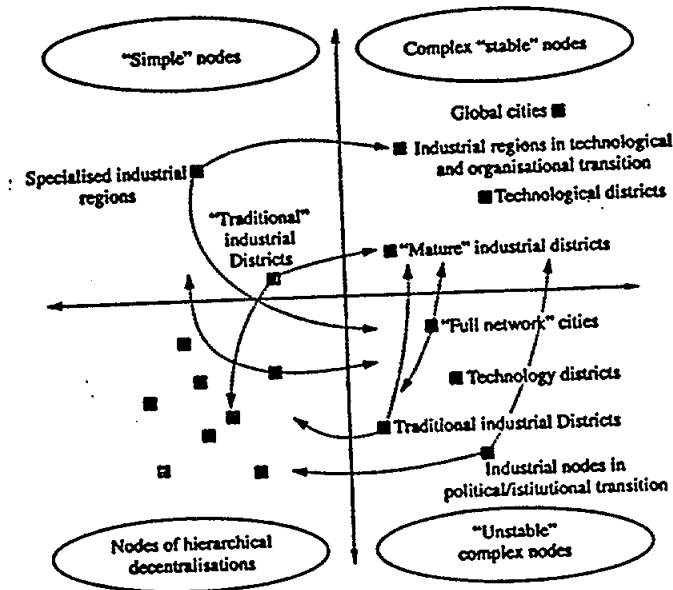 "Simple" nodes
Complex "stable" nodes
Global cities
Industrial regions in technological
and organisational transition
Specialised industrial
regions
Technological districts
"Traditional"
industrial
Districts
"Mature" industrial districts
"Full network" cities
Technology districts
Traditional industrial Districts
Industrial nodes in
political/istitutional transition
Nodes of hierarchical
decentralisations
"Unstable"
complex nodes